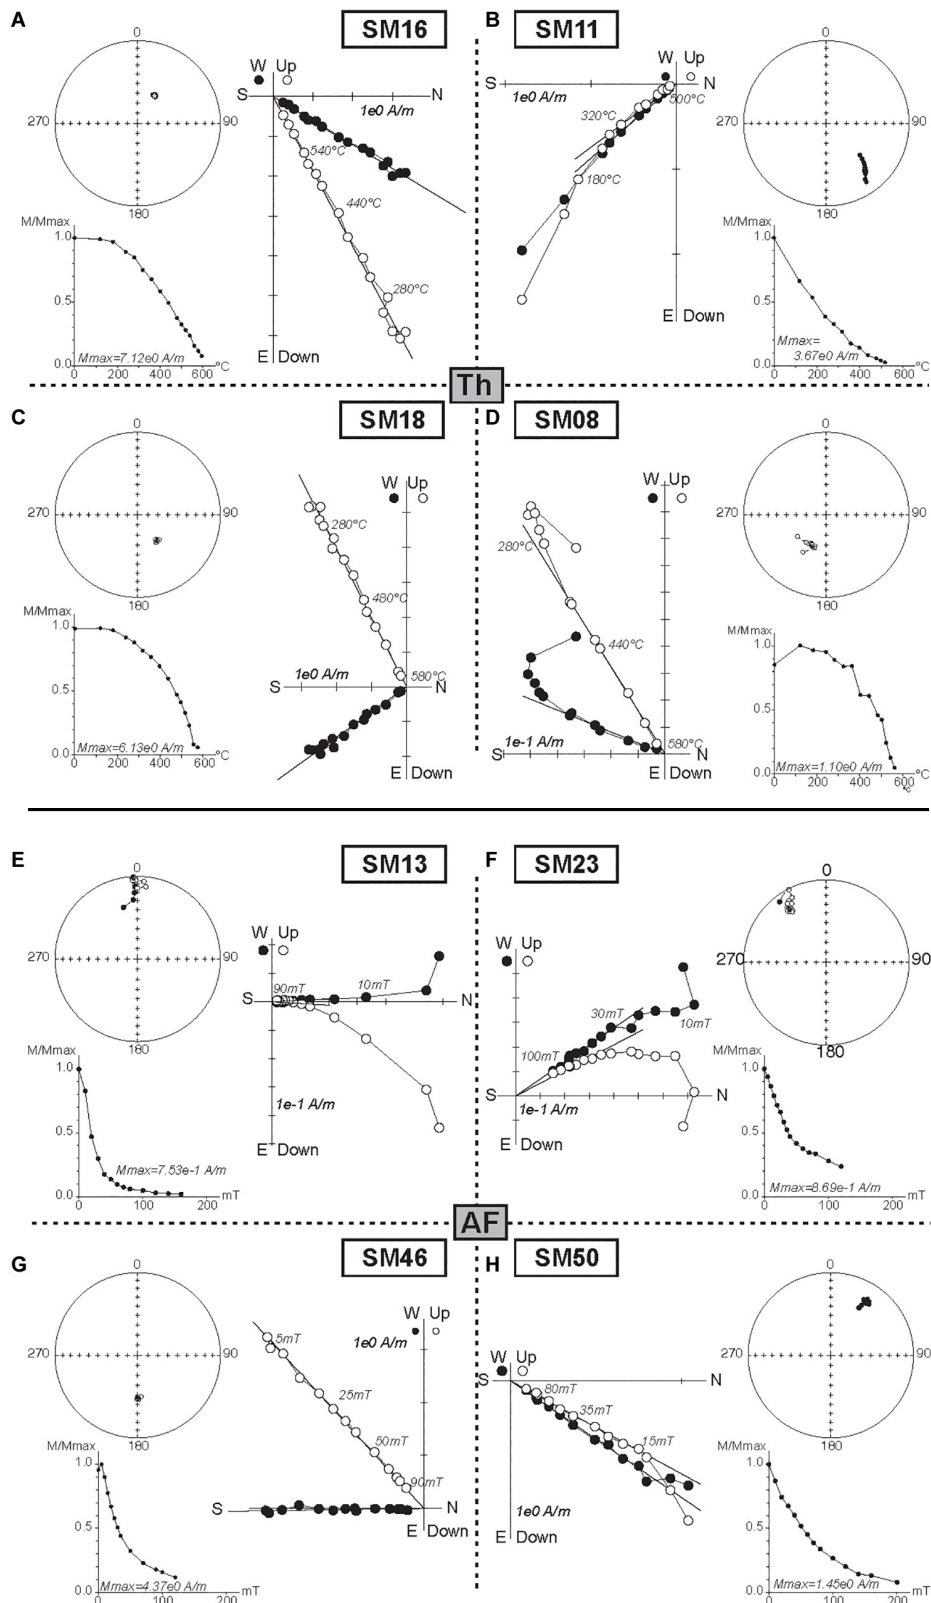 A
SM16
0
270
90
180
W
Up
S
N
1e0 A/m
540°C
440°C
280°C
E
Down
M/Mmax
1.0
0.5
0.0
Mmax=7.12e0 A/m
0
200
400
600
°C
B
SM11
W
Up
S
N
1e0 A/m
500°C
320°C
180°C
E
Down
0
270
90
180
M/Mmax
1.0
0.5
0.0
Mmax=
3.67e0 A/m
0
200
400
600
°C
Th
C
SM18
0
270
90
180
W
Up
280°C
480°C
580°C
1e0 A/m
S
N
E
Down
M/Mmax
1.0
0.5
0.0
Mmax=6.13e0 A/m
0
200
400
600
°C
D
SM08
W
Up
280°C
440°C
580°C
1e-1 A/m
S
N
E
Down
0
270
90
180
M/Mmax
1.0
0.5
0.0
Mmax=1.10e0 A/m
0
200
400
600
°C
E
SM13
0
270
90
180
W
Up
S
N
90mT
10mT
1e-1 A/m
E
Down
M/Mmax
1.0
0.5
0.0
Mmax=7.53e-1 A/m
0
200
mT
F
SM23
W
Up
30mT
10mT
100mT
S
N
1e-1 A/m
E
Down
0
270
90
180
M/Mmax
1.0
0.5
0.0
Mmax=8.69e-1 A/m
0
200
mT
AF
G
SM46
0
270
90
180
W
Up
1e0 A/m
5mT
25mT
50mT
90mT
S
N
E
Down
M/Mmax
1.0
0.5
0.0
Mmax=4.37e0 A/m
0
200
mT
H
SM50
W
Up
S
N
80mT
35mT
15mT
1e0 A/m
E
Down
0
270
90
180
M/Mmax
1.0
0.5
0.0
Mmax=1.45e0 A/m
0
200
mT